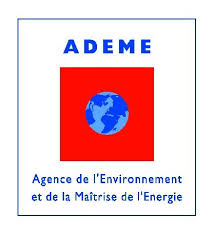 ADEME
Agence de l'Environnement
et de la Maîtrise de l'Energie